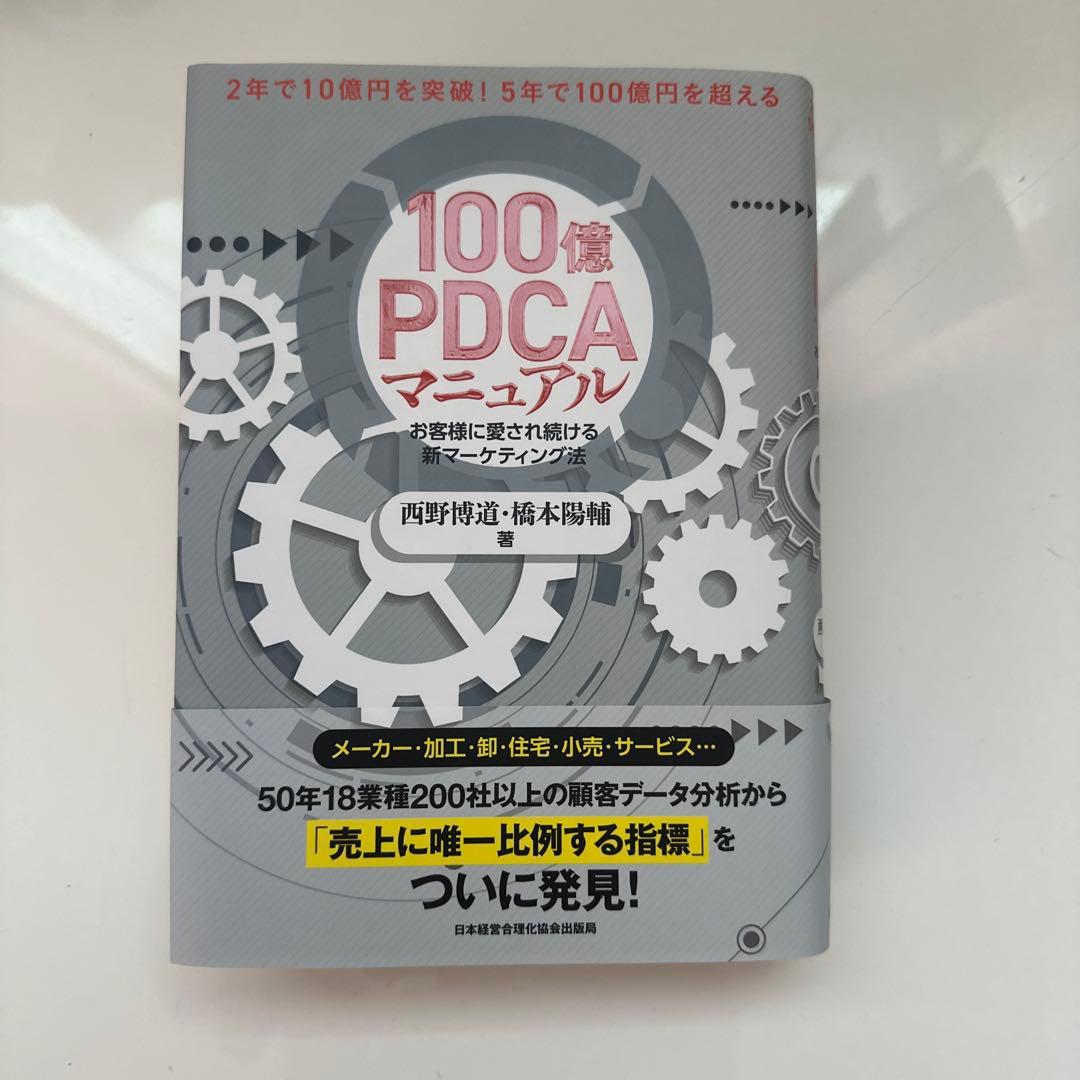 2年で10億円を突破！5年で100億円を超える
100億
PDCA
マニュアル
お客様に愛され続ける
新マーケティング法
西野博道・橋本陽輔
著
メーカー・加工・卸・住宅・小売・サービス…
50年18業種200社以上の顧客データ分析から
「売上に唯一比例する指標」を
ついに発見！
日本経営合理化協会出版局